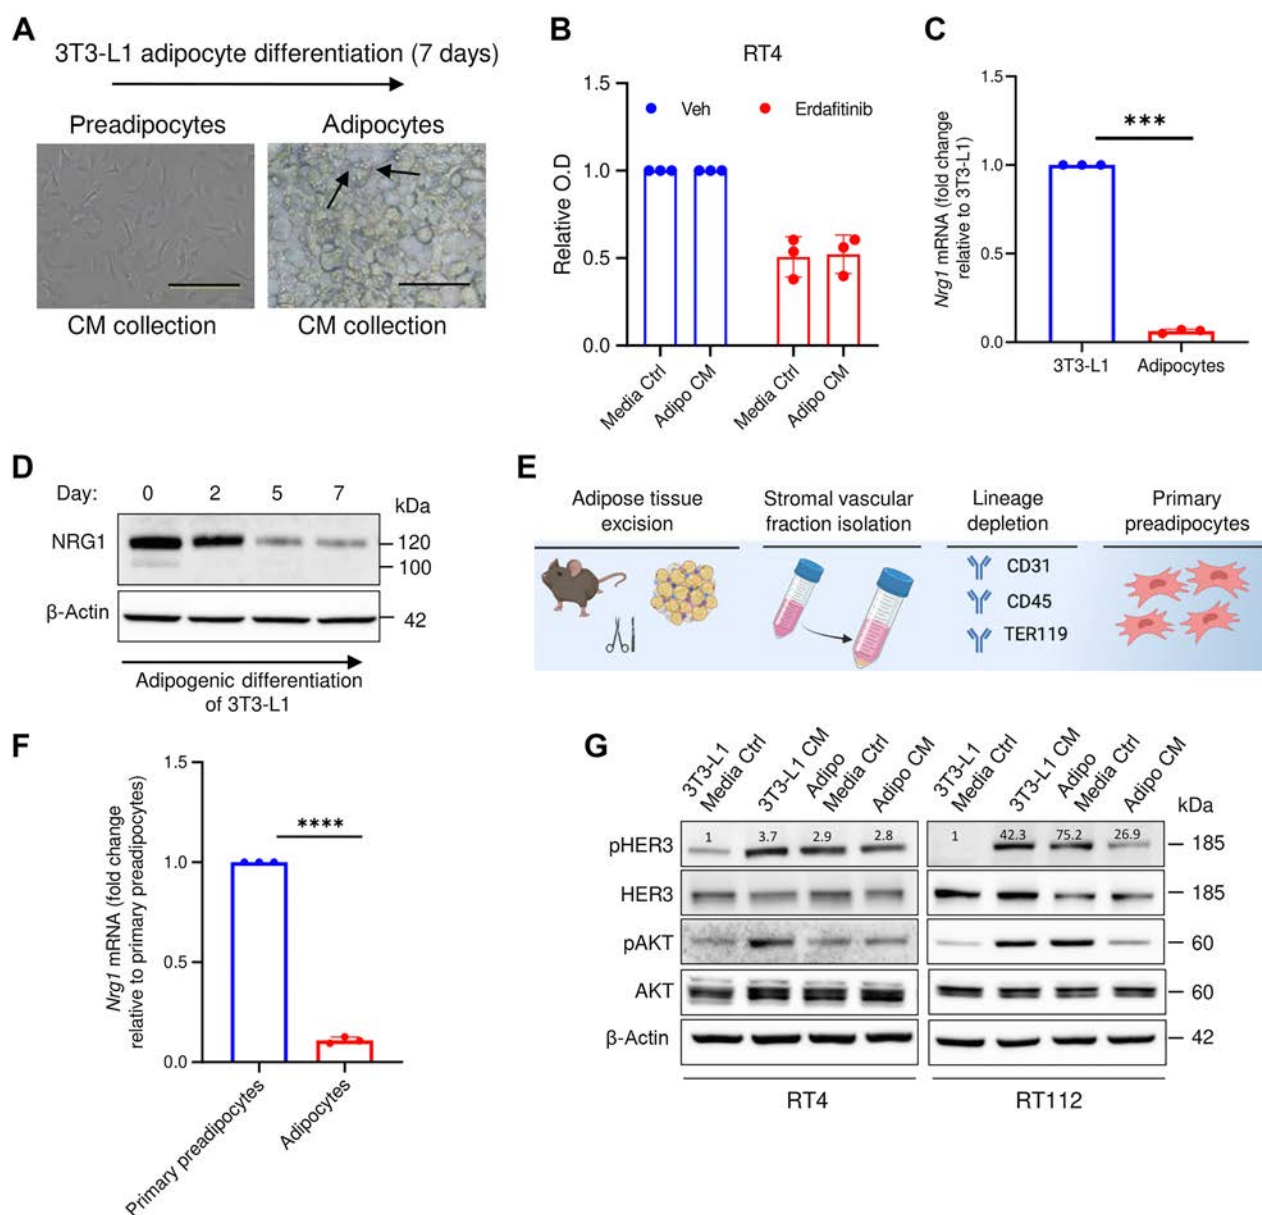 A
3T3-L1 adipocyte differentiation (7 days)
Preadipocytes
Adipocytes
CM collection
CM collection
B
RT4
Veh
Erdafitinib
Relative O.D
1.5
1.0
0.5
0.0
Media Ctrl
Adipo CM
Media Ctrl
Adipo CM
C
Nrg1 mRNA (fold change
relative to 3T3-L1)
1.5
1.0
0.5
0.0
***
3T3-L1
Adipocytes
D
Day:
0
2
5
7
kDa
NRG1
120
100
β-Actin
42
Adipogenic differentiation
of 3T3-L1
E
Adipose tissue
excision
Stromal vascular
fraction isolation
Lineage
depletion
Primary
preadipocytes
CD31
CD45
TER119
F
Nrg1 mRNA (fold change
relative to primary preadipocytes)
1.5
1.0
0.5
0.0
****
Primary preadipocytes
Adipocytes
G
3T3-L1
Media Ctrl
3T3-L1 CM
Adipo
Media Ctrl
Adipo CM
3T3-L1
Media Ctrl
3T3-L1 CM
Adipo
Media Ctrl
Adipo CM
kDa
pHER3
1
3.7
2.9
2.8
1
42.3
75.2
26.9
185
HER3
185
pAKT
60
AKT
60
β-Actin
42
RT4
RT112